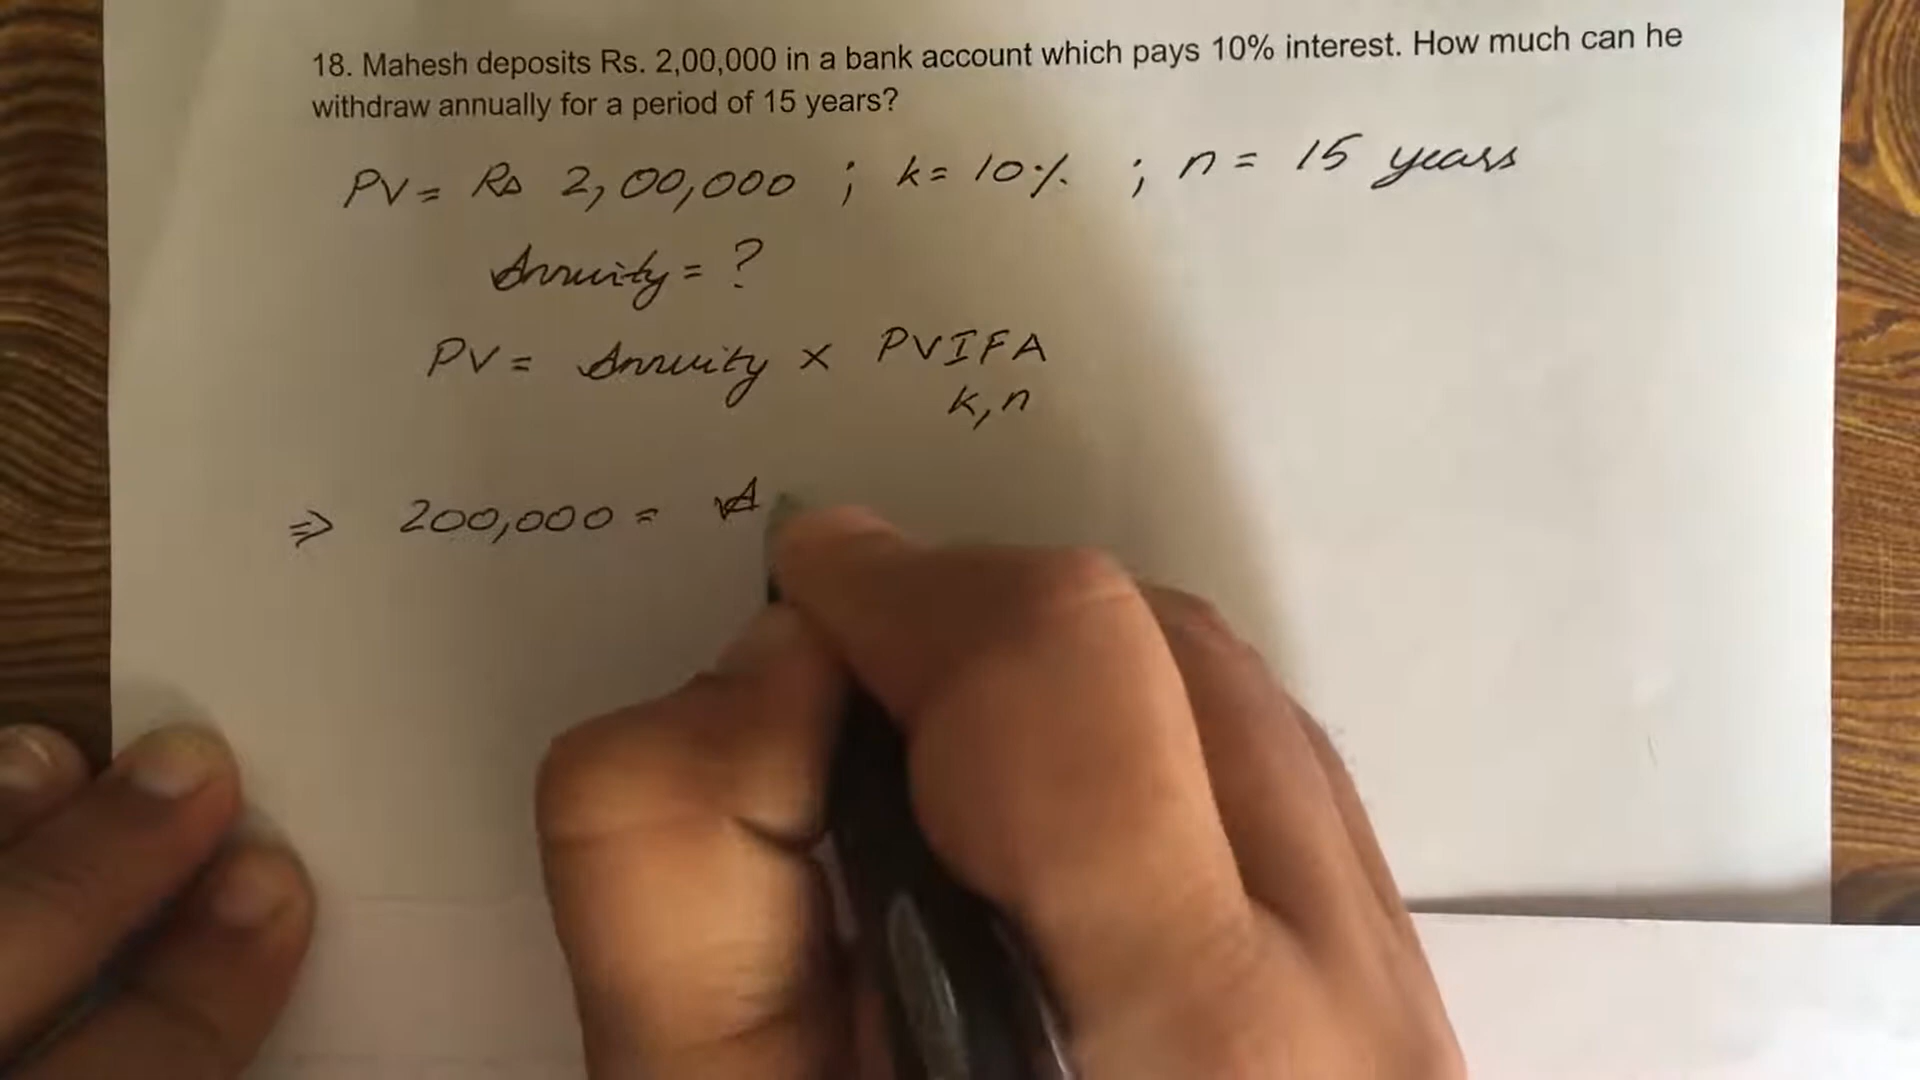 18. Mahesh deposits Rs. 2,00,000 in a bank account which pays 10% interest. How much can he
withdraw annually for a period of 15 years?
PV = Rs 2,00,000 ; k = 10% ; n = 15 years
Annuity = ?
PV = Annuity x PVIFA
k, n
⇒ 200,000 = A